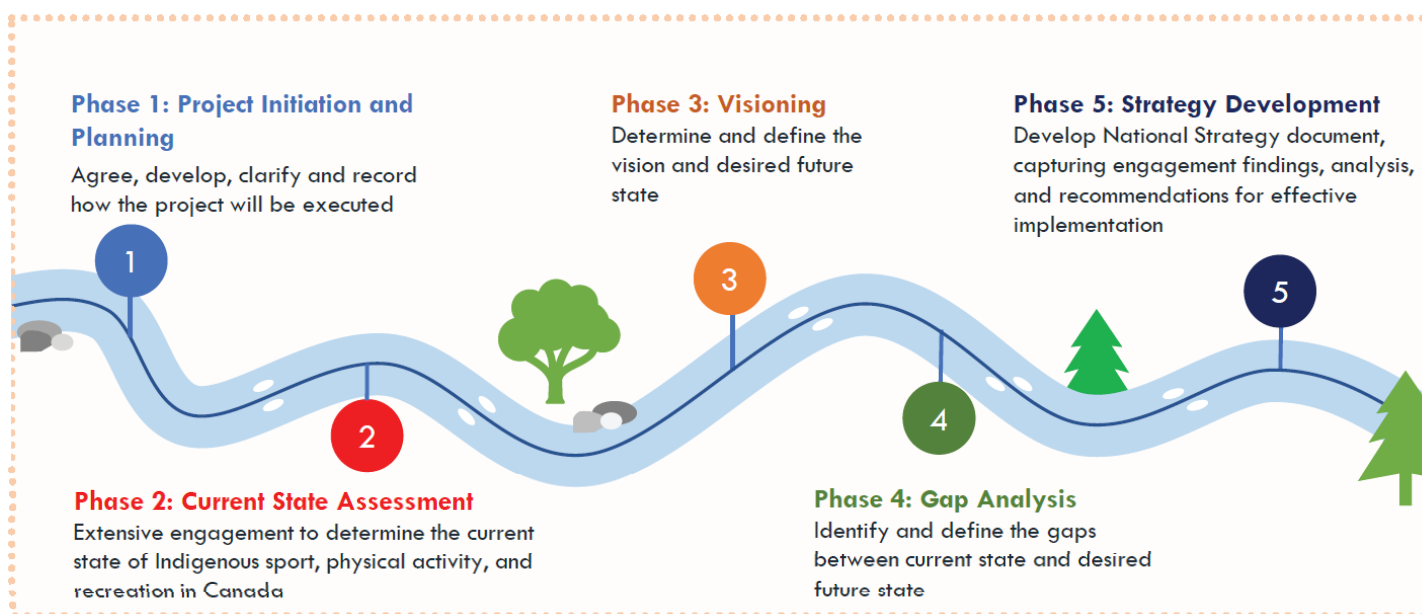 Phase 1: Project Initiation and
Planning
Agree, develop, clarify and record
how the project will be executed
1
Phase 2: Current State Assessment
Extensive engagement to determine the current
state of Indigenous sport, physical activity, and
recreation in Canada
2
Phase 3: Visioning
Determine and define the
vision and desired future
state
3
Phase 4: Gap Analysis
Identify and define the gaps
between current state and desired
future state
4
Phase 5: Strategy Development
Develop National Strategy document,
capturing engagement findings, analysis,
and recommendations for effective
implementation
5